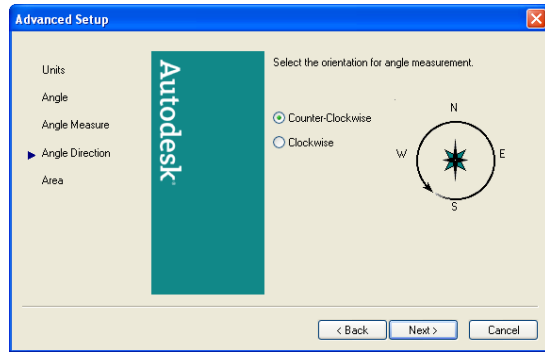 Advanced Setup
Units
Angle
Angle Measure
Angle Direction
Area
Autodesk
Select the orientation for angle measurement.
Counter-Clockwise
Clockwise
N
W
E
S
< Back
Next >
Cancel